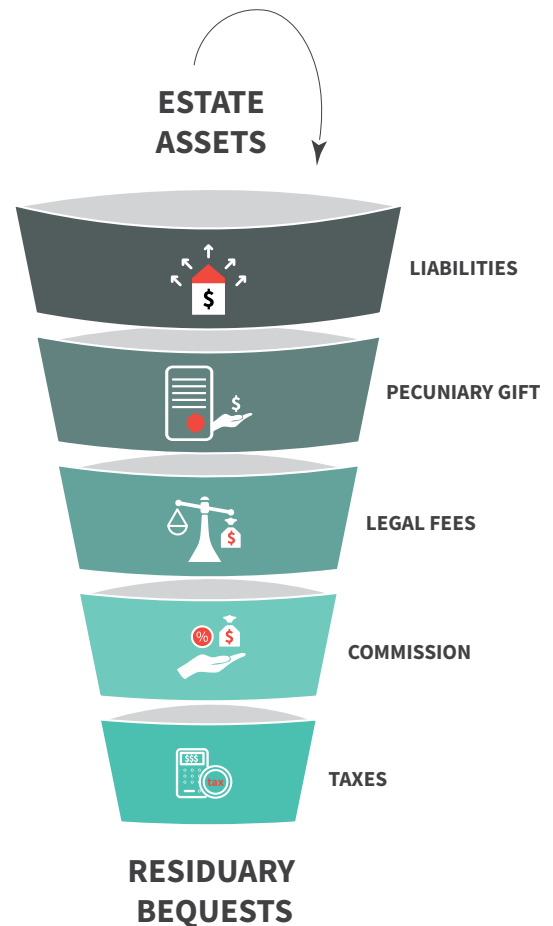 ESTATE
ASSETS
$
LIABILITIES
$
PECUNIARY GIFT
$
LEGAL FEES
% $
COMMISSION
$$$
tax
TAXES
RESIDUARY
BEQUESTS